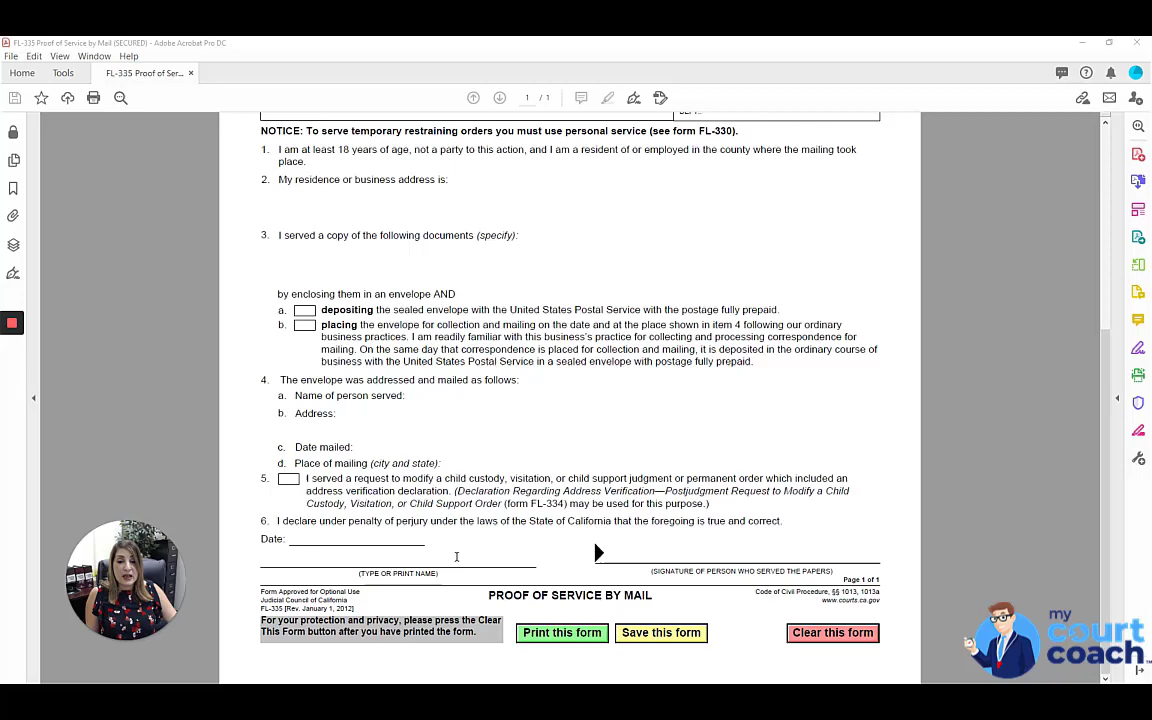 FL-335 Proof of Service by Mail (SECURED) - Adobe Acrobat Pro DC
File Edit View Window Help
Home Tools FL-335 Proof of Ser... ×
1 / 1
NOTICE: To serve temporary restraining orders you must use personal service (see form FL-330).
1. I am at least 18 years of age, not a party to this action, and I am a resident of or employed in the county where the mailing took
place.
2. My residence or business address is:
3. I served a copy of the following documents (specify):
by enclosing them in an envelope AND
a. depositing the sealed envelope with the United States Postal Service with the postage fully prepaid.
b. placing the envelope for collection and mailing on the date and at the place shown in item 4 following our ordinary
business practices. I am readily familiar with this business's practice for collecting and processing correspondence for
mailing. On the same day that correspondence is placed for collection and mailing, it is deposited in the ordinary course of
business with the United States Postal Service in a sealed envelope with postage fully prepaid.
4. The envelope was addressed and mailed as follows:
a. Name of person served:
b. Address:
c. Date mailed:
d. Place of mailing (city and state):
5. I served a request to modify a child custody, visitation, or child support judgment or permanent order which included an
address verification declaration. (Declaration Regarding Address Verification—Postjudgment Request to Modify a Child
Custody, Visitation, or Child Support Order (form FL-334) may be used for this purpose.)
6. I declare under penalty of perjury under the laws of the State of California that the foregoing is true and correct.
Date:
(TYPE OR PRINT NAME) (SIGNATURE OF PERSON WHO SERVED THE PAPERS)
Page 1 of 1
Form Approved for Optional Use
Judicial Council of California
FL-335 [Rev. January 1, 2012]
PROOF OF SERVICE BY MAIL
Code of Civil Procedure, §§ 1013, 1013a
www.courts.ca.gov
For your protection and privacy, please press the Clear
This Form button after you have printed the form.
Print this form Save this form Clear this form
my
court
coach